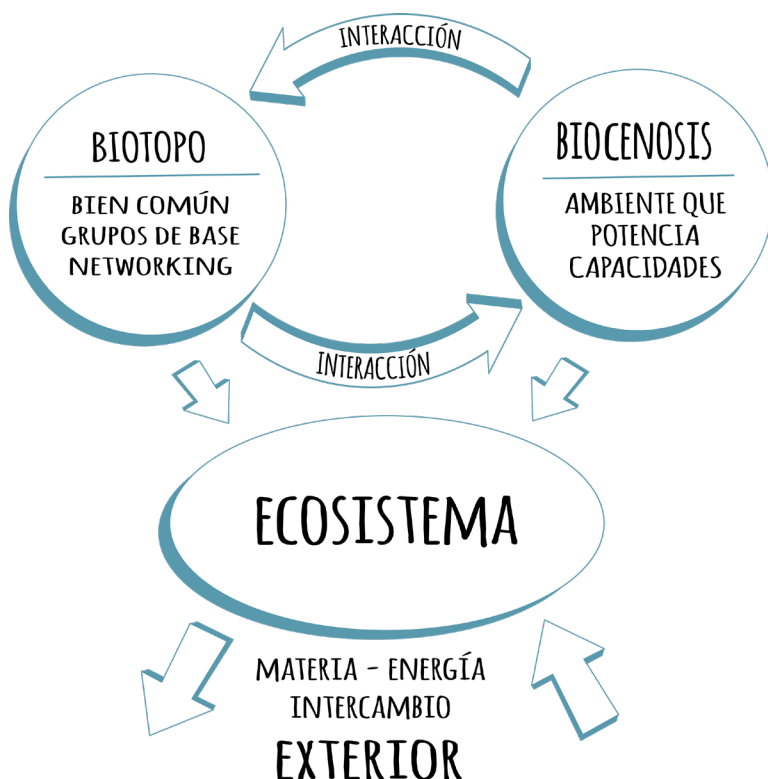 INTERACCIÓN
BIOTOPO
BIEN COMÚN
GRUPOS DE BASE
NETWORKING
BIOCENOSIS
AMBIENTE QUE
POTENCIA
CAPACIDADES
INTERACCIÓN
ECOSISTEMA
MATERIA - ENERGÍA
INTERCAMBIO
EXTERIOR